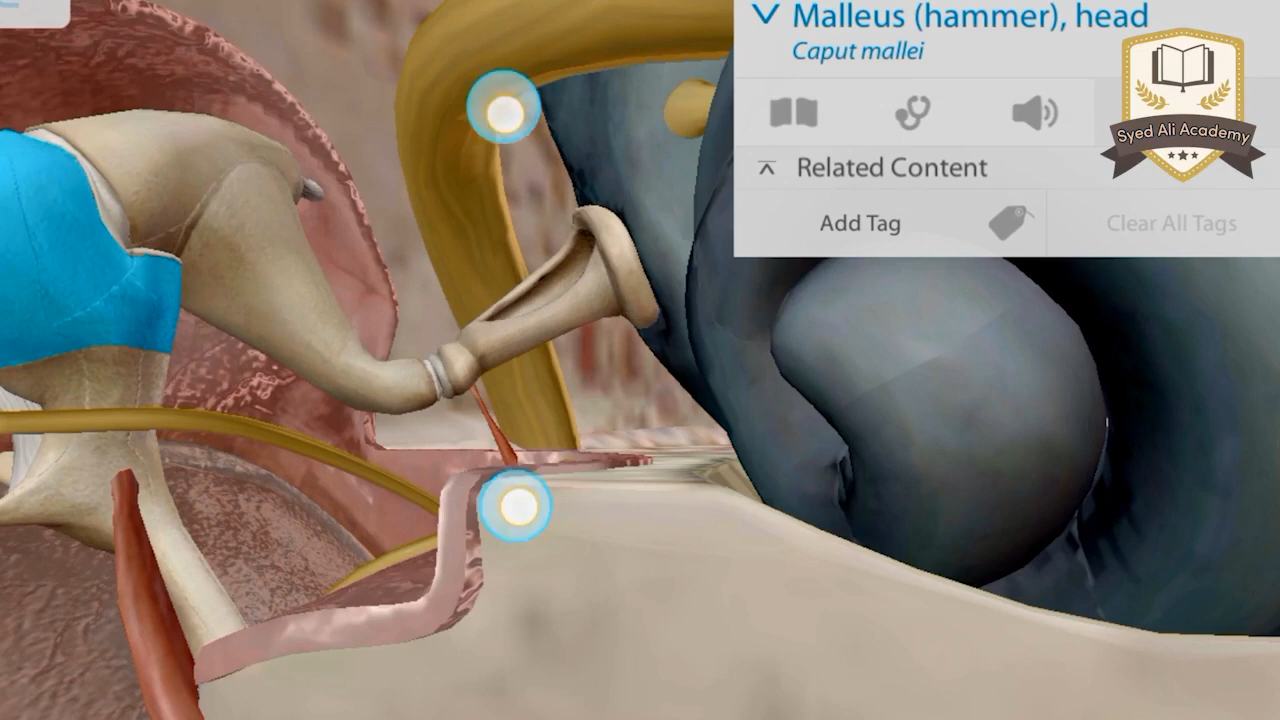 Malleus (hammer), head
Caput mallei
Syed Ali Academy
Related Content
Add Tag
Clear All Tags